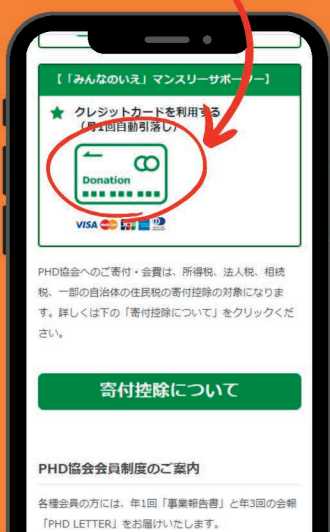 【「みんなのいえ」マンスリーサポーター】
★ クレジットカードを利用する
（月1回自動引落し）
Donation
VISA
PHD協会へのご寄付・会費は、所得税、法人税、相続
税、一部の自治体の住民税の寄付控除の対象になりま
す。詳しくは下の「寄付控除について」をクリックくだ
さい。
寄付控除について
PHD協会会員制度のご案内
各種会員の方には、年1回「事業報告書」と年3回の会報
「PHD LETTER」をお届けいたします。